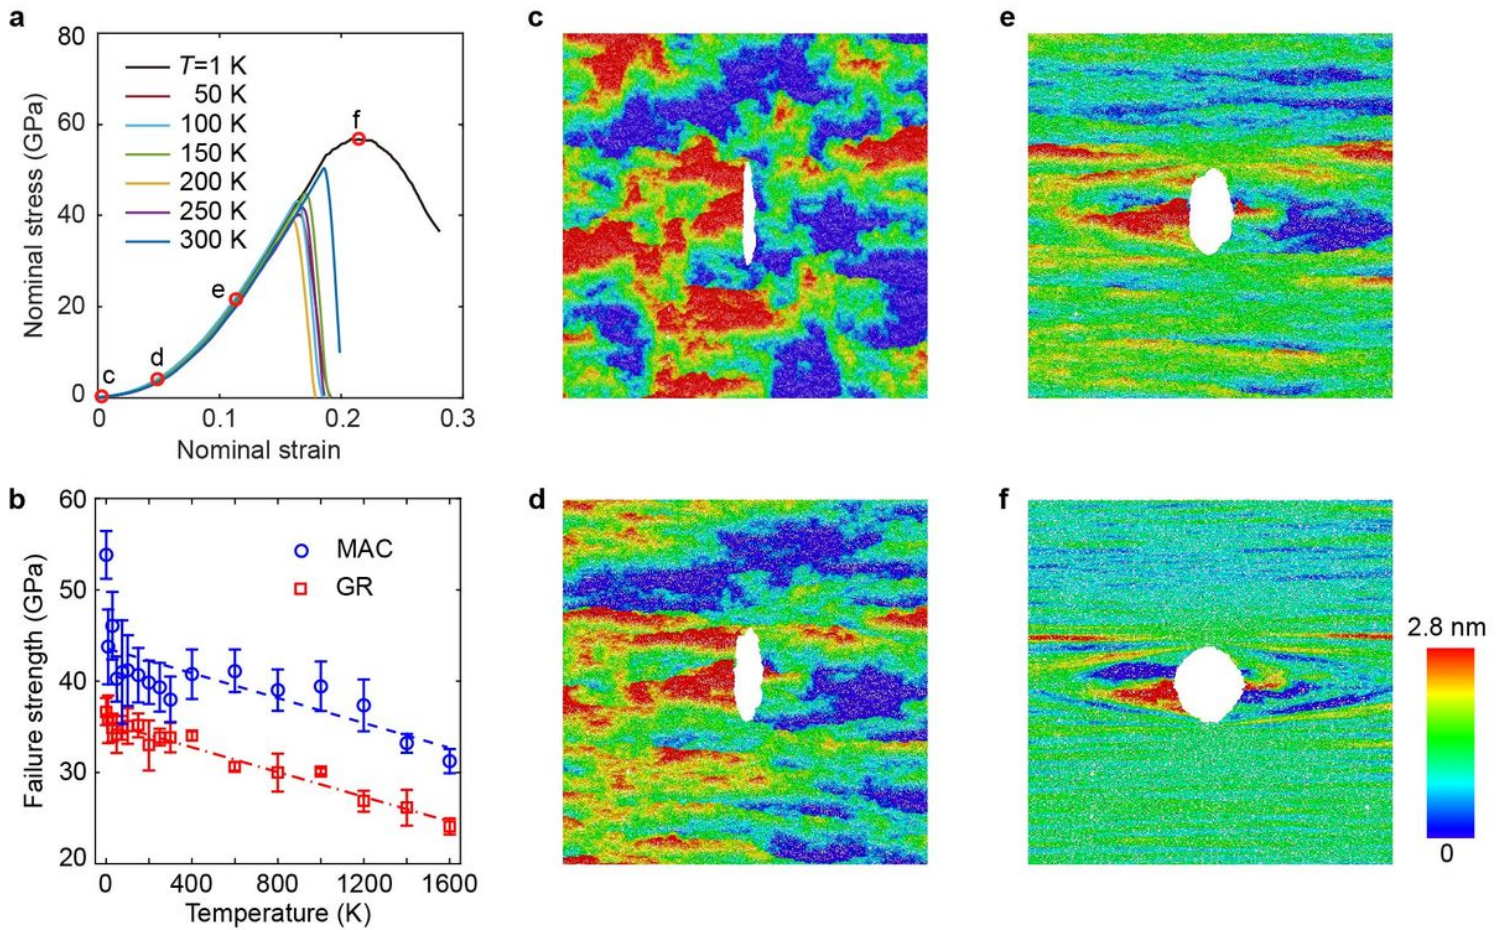 a
80
60
40
20
0
Nominal stress (GPa)
T=1 K
50 K
100 K
150 K
200 K
250 K
300 K
c
d
e
f
0
0.1
0.2
0.3
Nominal strain
b
60
50
40
30
20
Failure strength (GPa)
MAC
GR
0
400
800
1200
1600
Temperature (K)
c
d
e
f
2.8 nm
0